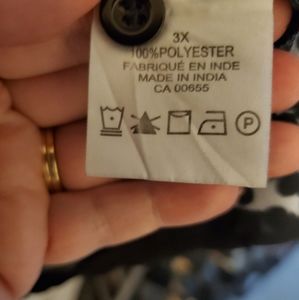 3X
100%POLYESTER
FABRIQUÉ EN INDE
MADE IN INDIA
CA 00655
P